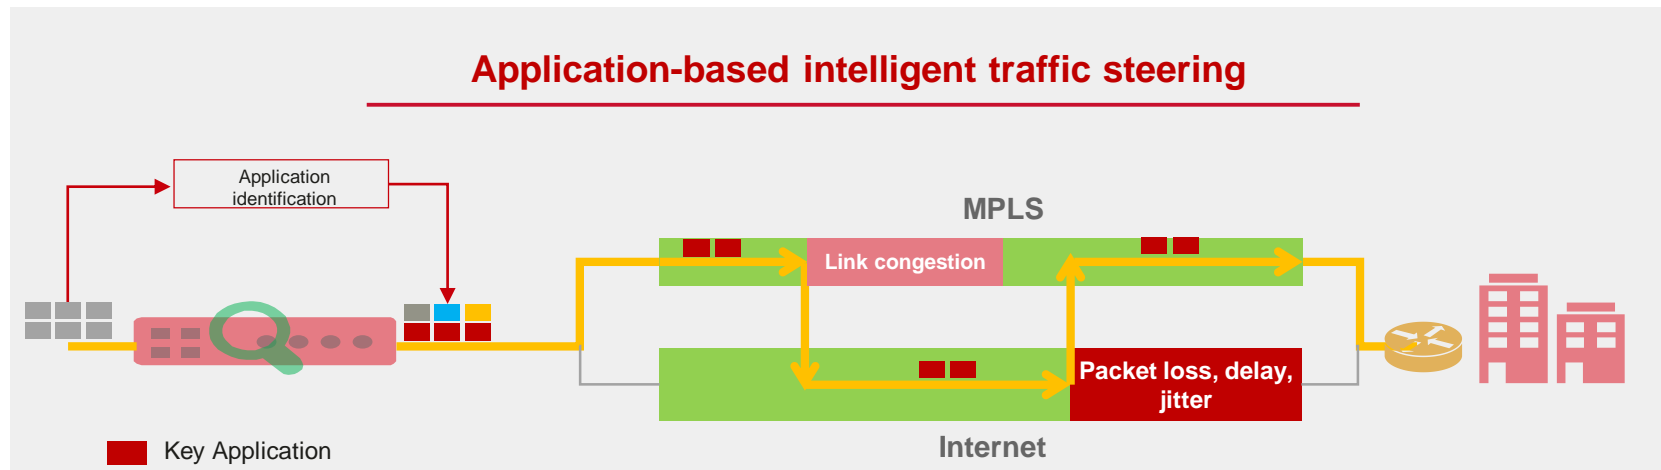 Application-based intelligent traffic steering
Application
identification
MPLS
Link congestion
Packet loss, delay,
jitter
Internet
Key Application